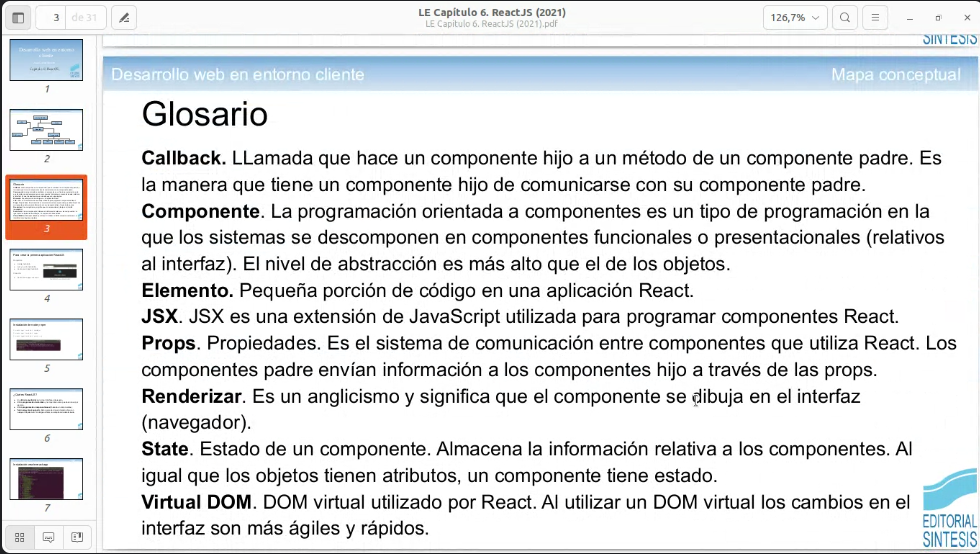 3 de 31
LE Capítulo 6. ReactJS (2021)
LE Capítulo 6. ReactJS (2021).pdf
126,7%
SINTESIS
Desarrollo web en entorno cliente
Mapa conceptual
Glosario
Callback. LLamada que hace un componente hijo a un método de un componente padre. Es
la manera que tiene un componente hijo de comunicarse con su componente padre.
Componente. La programación orientada a componentes es un tipo de programación en la
que los sistemas se descomponen en componentes funcionales o presentacionales (relativos
al interfaz). El nivel de abstracción es más alto que el de los objetos.
Elemento. Pequeña porción de código en una aplicación React.
JSX. JSX es una extensión de JavaScript utilizada para programar componentes React.
Props. Propiedades. Es el sistema de comunicación entre componentes que utiliza React. Los
componentes padre envían información a los componentes hijo a través de las props.
Renderizar. Es un anglicismo y significa que el componente se dibuja en el interfaz
(navegador).
State. Estado de un componente. Almacena la información relativa a los componentes. Al
igual que los objetos tienen atributos, un componente tiene estado.
Virtual DOM. DOM virtual utilizado por React. Al utilizar un DOM virtual los cambios en el
interfaz son más ágiles y rápidos.
EDITORIAL
SINTESIS
1
2
3
4
5
6
7